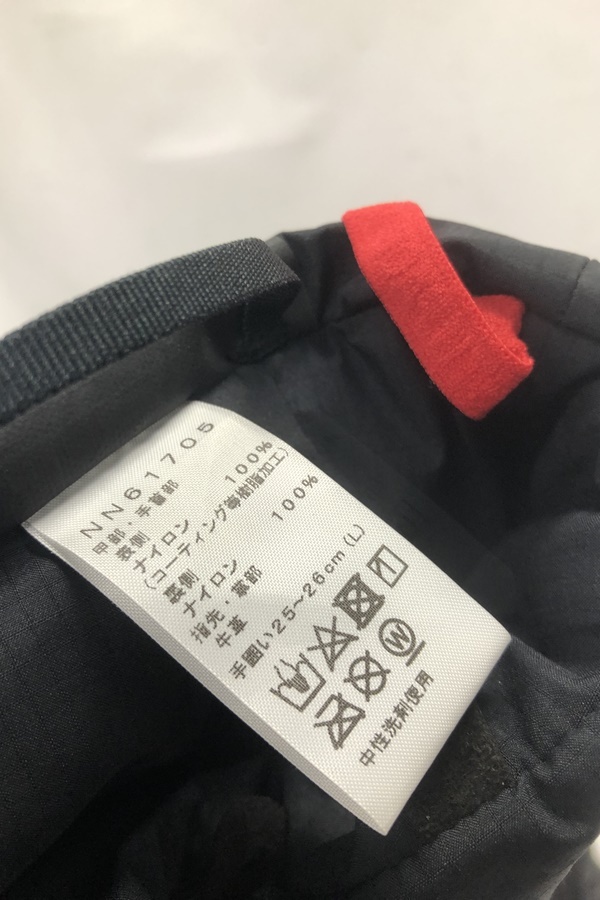 NN61705
甲部・手首部
表側
ナイロン 100%
(コーティング等樹脂加工)
裏側
ナイロン 100%
指先・掌部
牛革
手囲い25~26cm(L)
W
中性洗剤使用